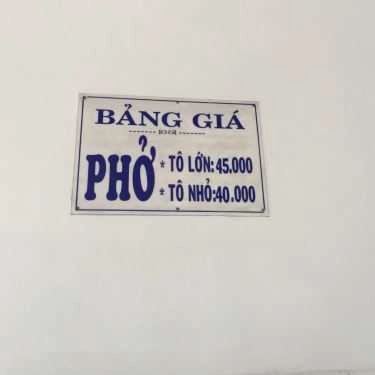 BẢNG GIÁ
PHỞ
* TÔ LỚN: 45.000
* TÔ NHỎ: 40.000